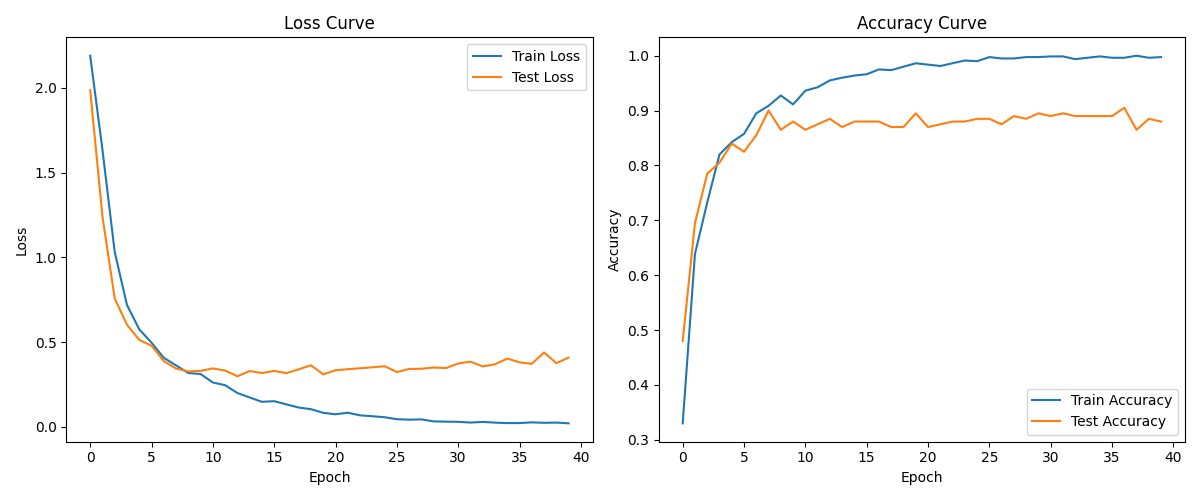 Loss Curve
Train Loss
Test Loss
2.0
1.5
1.0
0.5
0.0
Loss
0 5 10 15 20 25 30 35 40
Epoch
Accuracy Curve
1.0
0.9
0.8
0.7
0.6
0.5
0.4
0.3
Accuracy
Train Accuracy
Test Accuracy
0 5 10 15 20 25 30 35 40
Epoch